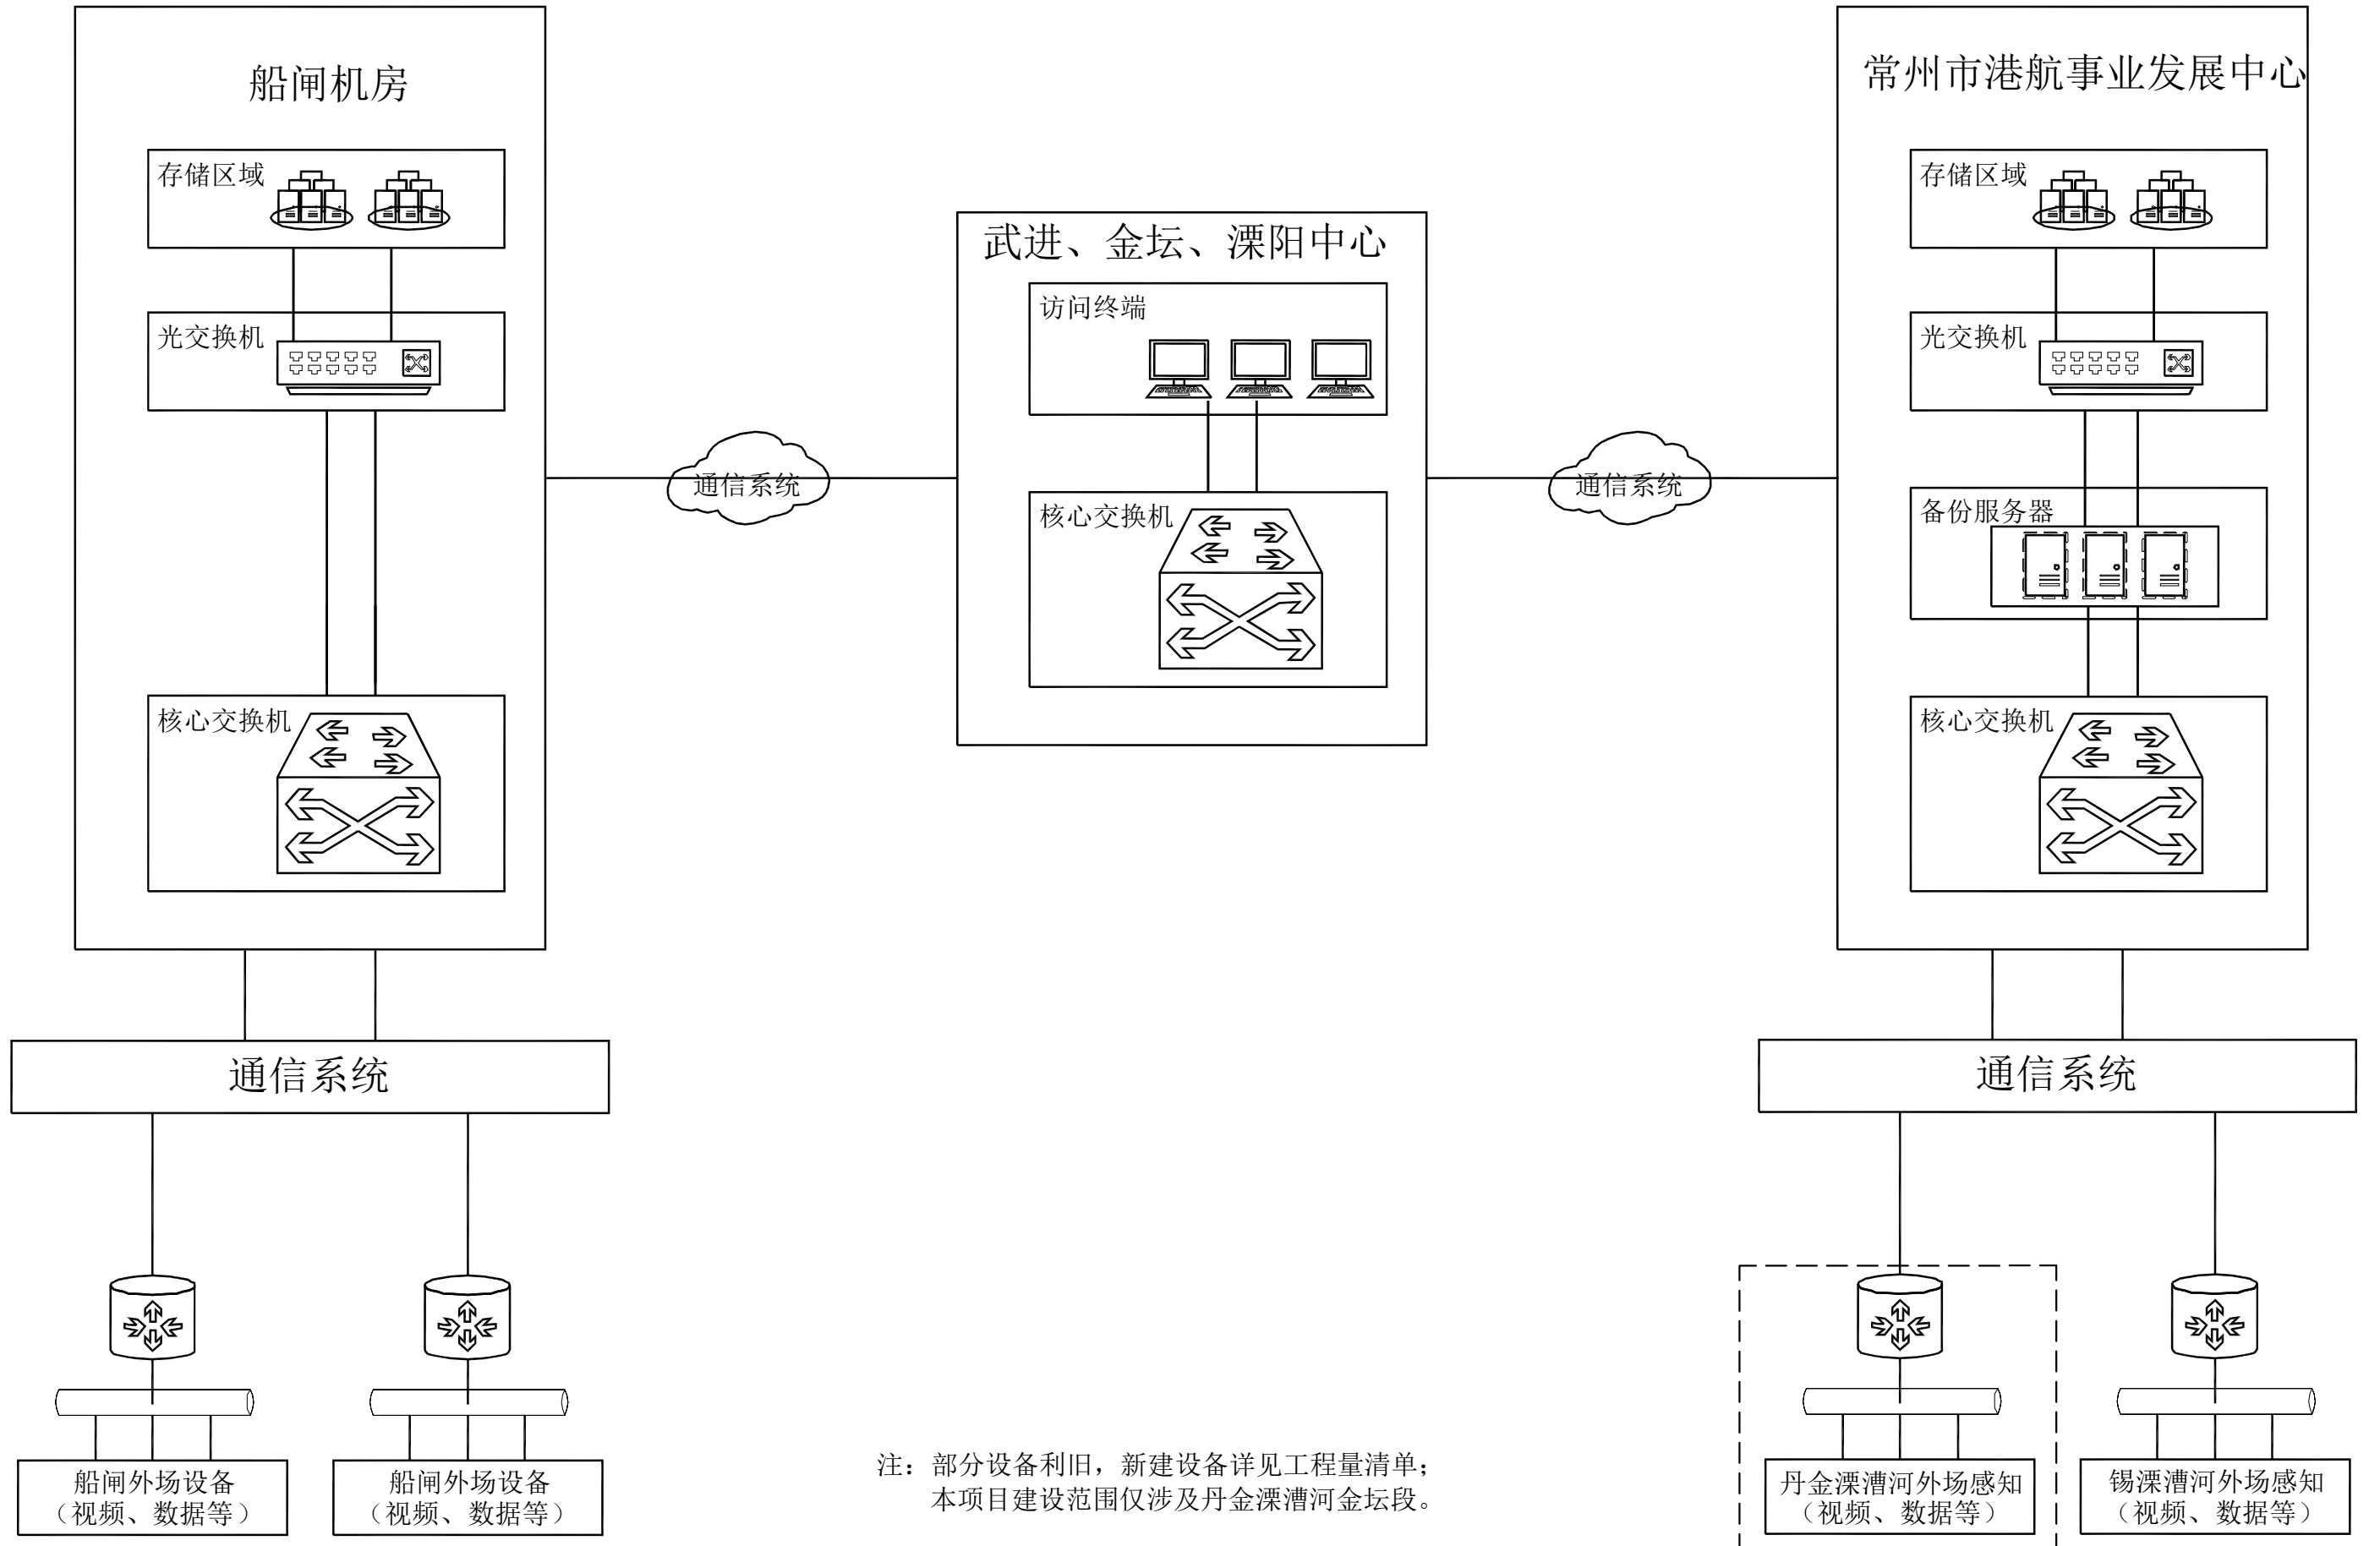 船闸机房
存储区域
光交换机
核心交换机
通信系统
船闸外场设备
（视频、数据等）
船闸外场设备
（视频、数据等）
通信系统
武进、金坛、溧阳中心
访问终端
核心交换机
通信系统
常州市港航事业发展中心
存储区域
光交换机
备份服务器
核心交换机
通信系统
丹金溧漕河外场感知
（视频、数据等）
锡溧漕河外场感知
（视频、数据等）
注：部分设备利旧，新建设备详见工程量清单；
本项目建设范围仅涉及丹金溧漕河金坛段。